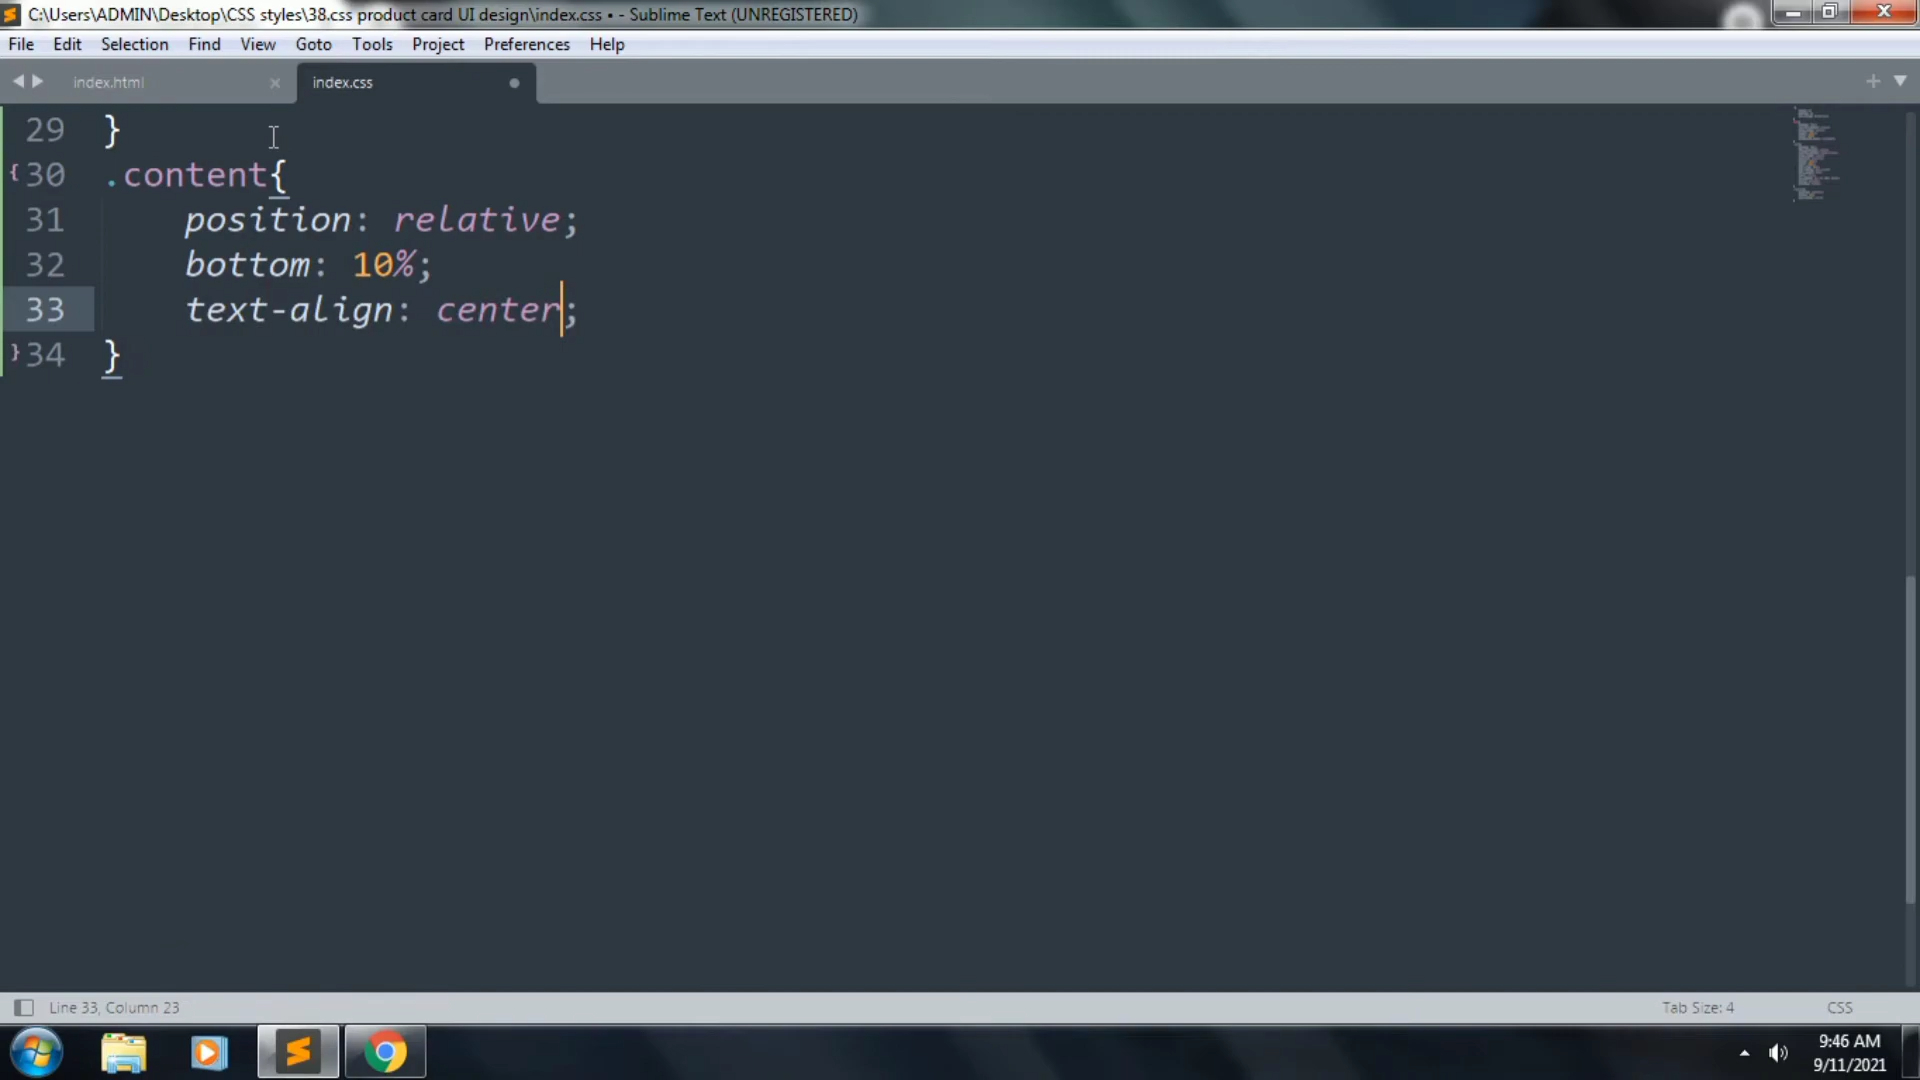 C:\Users\ADMIN\Desktop\CSS styles\38.css product card UI design\index.css • - Sublime Text (UNREGISTERED)
File Edit Selection Find View Goto Tools Project Preferences Help
index.html index.css
29 }
30 .content{
31 position: relative;
32 bottom: 10%;
33 text-align: center;
34 }
Line 33, Column 23 Tab Size: 4 CSS
9:46 AM
9/11/2021